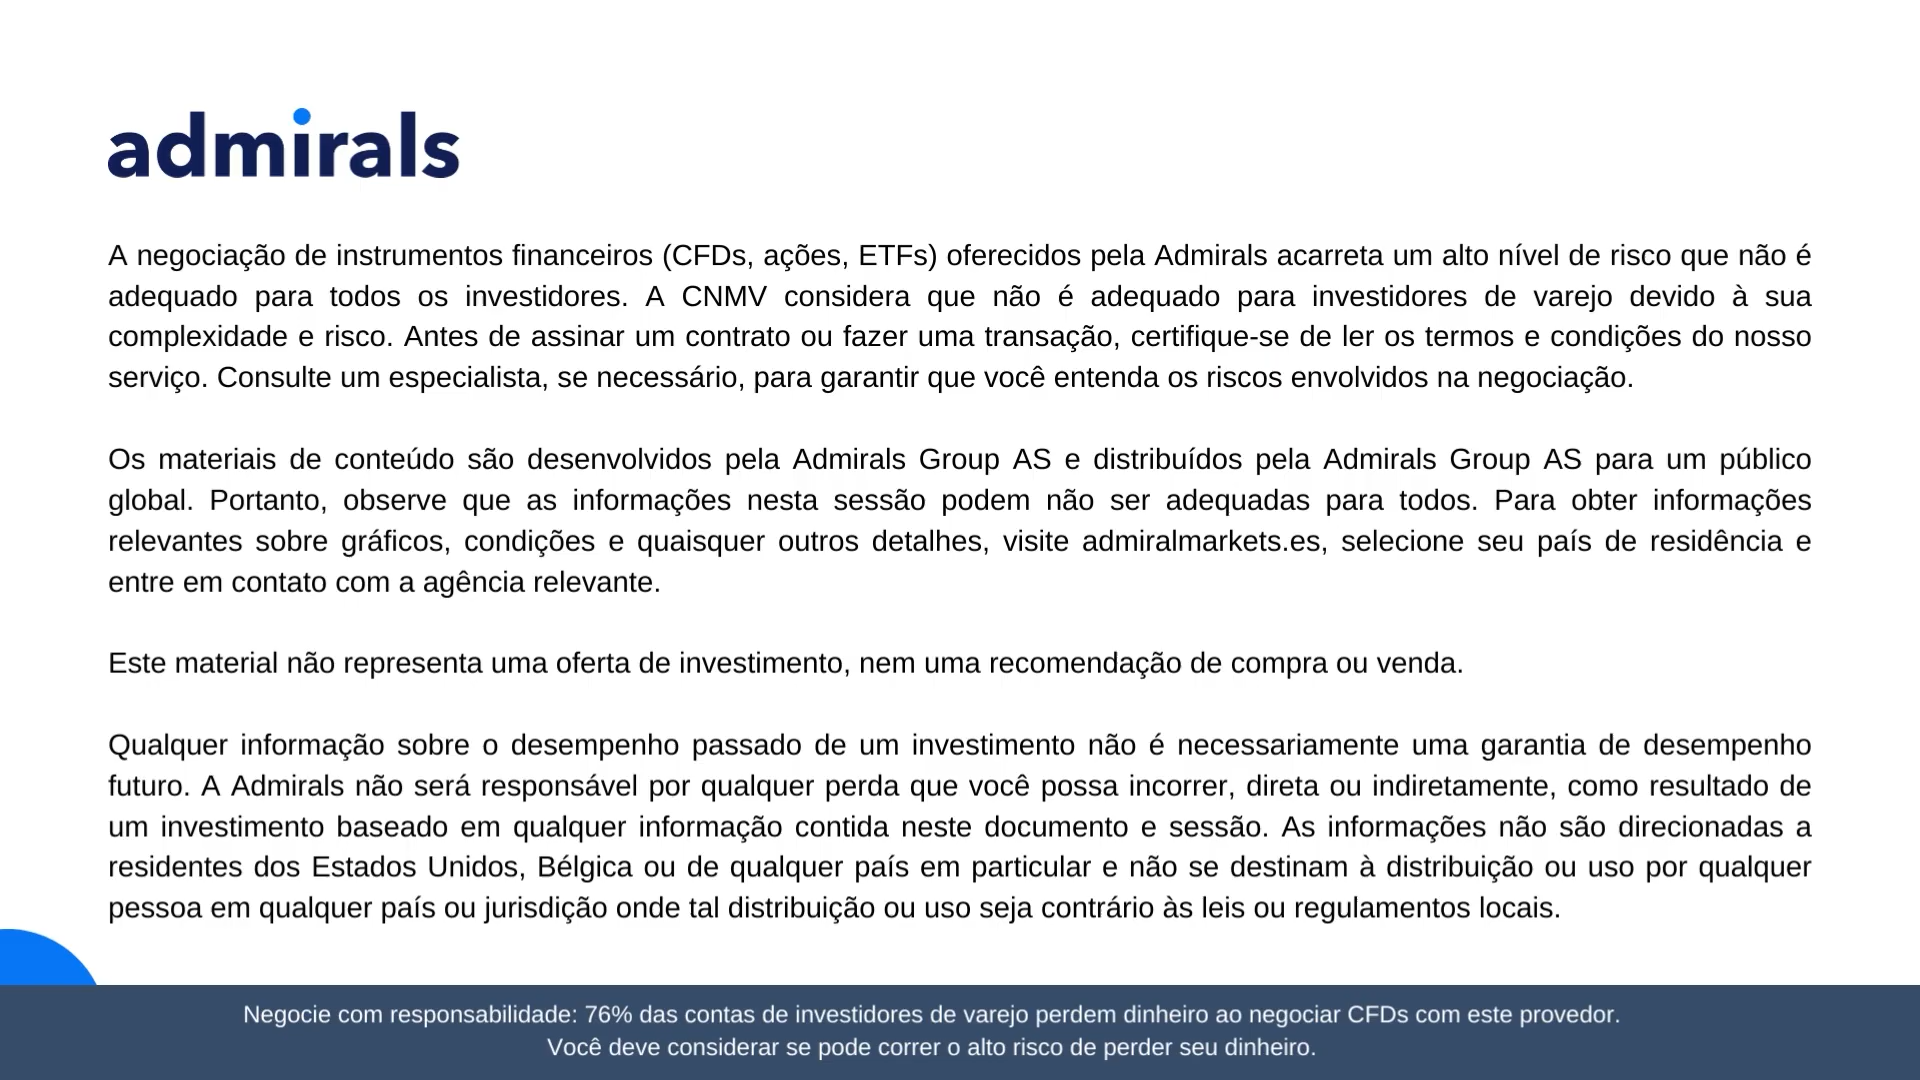 admirals
A negociação de instrumentos financeiros (CFDs, ações, ETFs) oferecidos pela Admirals acarreta um alto nível de risco que não é
adequado para todos os investidores. A CNMV considera que não é adequado para investidores de varejo devido à sua
complexidade e risco. Antes de assinar um contrato ou fazer uma transação, certifique-se de ler os termos e condições do nosso
serviço. Consulte um especialista, se necessário, para garantir que você entenda os riscos envolvidos na negociação.
Os materiais de conteúdo são desenvolvidos pela Admirals Group AS e distribuídos pela Admirals Group AS para um público
global. Portanto, observe que as informações nesta sessão podem não ser adequadas para todos. Para obter informações
relevantes sobre gráficos, condições e quaisquer outros detalhes, visite admiralmarkets.es, selecione seu país de residência e
entre em contato com a agência relevante.
Este material não representa uma oferta de investimento, nem uma recomendação de compra ou venda.
Qualquer informação sobre o desempenho passado de um investimento não é necessariamente uma garantia de desempenho
futuro. A Admirals não será responsável por qualquer perda que você possa incorrer, direta ou indiretamente, como resultado de
um investimento baseado em qualquer informação contida neste documento e sessão. As informações não são direcionadas a
residentes dos Estados Unidos, Bélgica ou de qualquer país em particular e não se destinam à distribuição ou uso por qualquer
pessoa em qualquer país ou jurisdição onde tal distribuição ou uso seja contrário às leis ou regulamentos locais.
Negocie com responsabilidade: 76% das contas de investidores de varejo perdem dinheiro ao negociar CFDs com este provedor.
Você deve considerar se pode correr o alto risco de perder seu dinheiro.